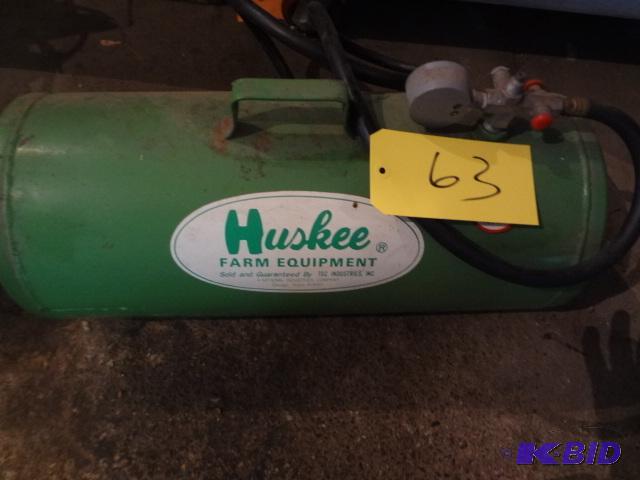 63
Huskee ®
FARM EQUIPMENT
Sold and Guaranteed By TSC INDUSTRIES, INC.
K-BID